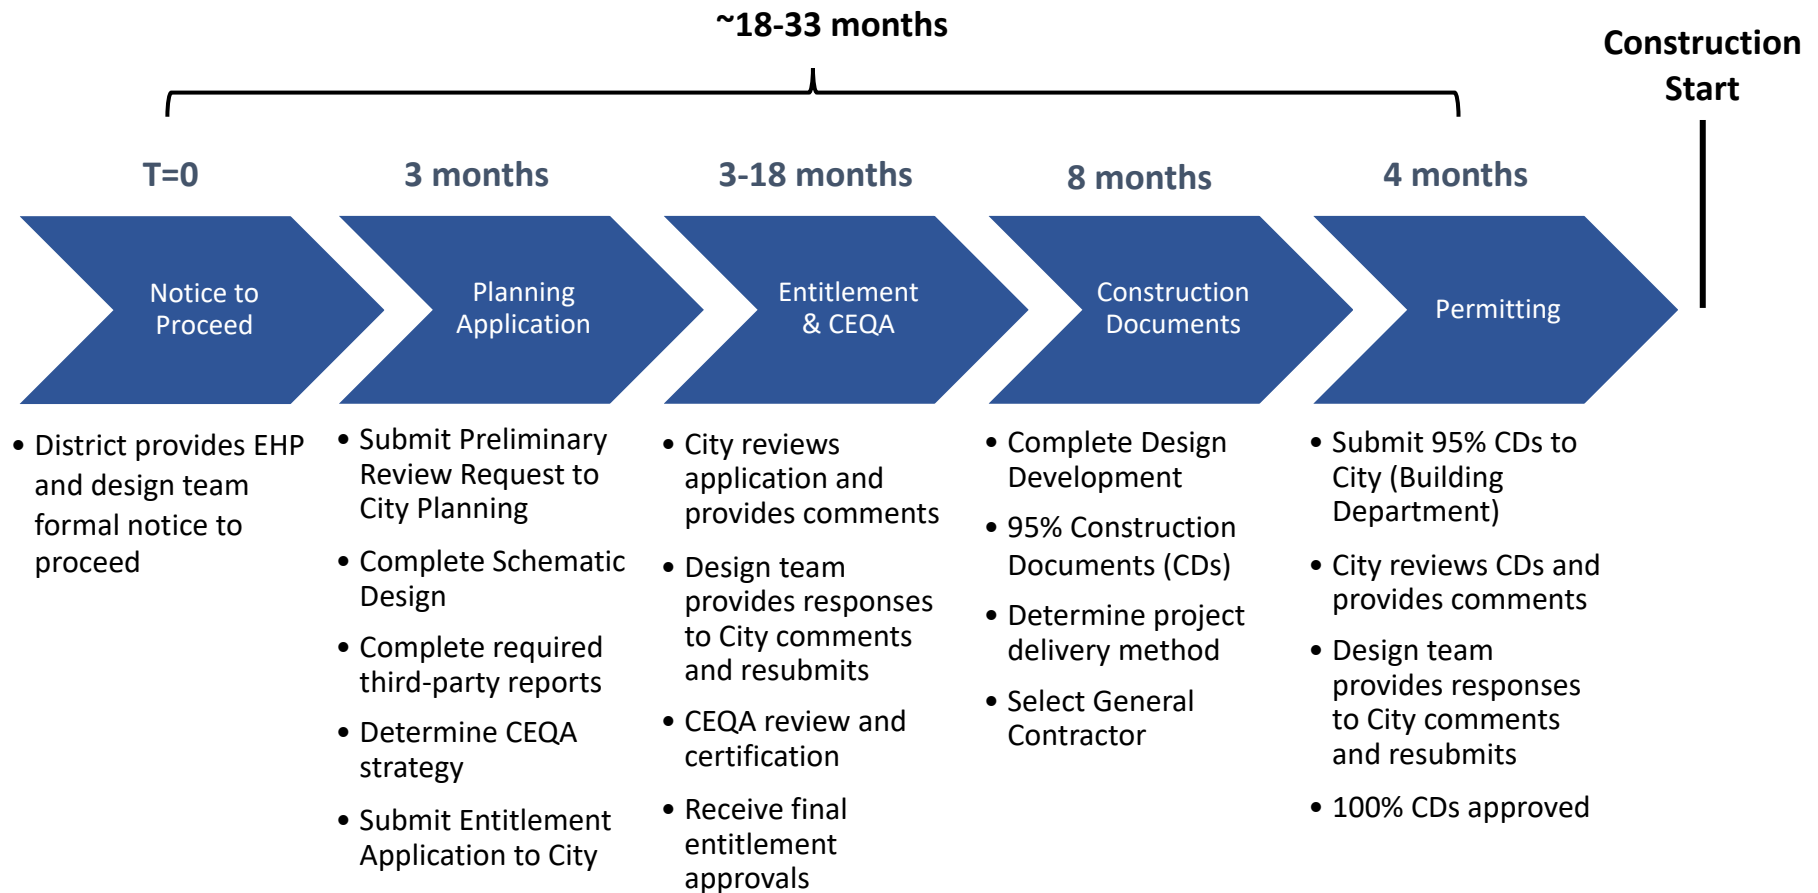 ~18-33 months
Construction
Start
T=0
3 months
3-18 months
8 months
4 months
Notice to
Proceed
Planning
Application
Entitlement
& CEQA
Construction
Documents
Permitting
• District provides EHP
and design team
formal notice to
proceed
• Submit Preliminary
Review Request to
City Planning
• Complete Schematic
Design
• Complete required
third-party reports
• Determine CEQA
strategy
• Submit Entitlement
Application to City
• City reviews
application and
provides comments
• Design team
provides responses
to City comments
and resubmits
• CEQA review and
certification
• Receive final
entitlement
approvals
• Complete Design
Development
• 95% Construction
Documents (CDs)
• Determine project
delivery method
• Select General
Contractor
• Submit 95% CDs to
City (Building
Department)
• City reviews CDs and
provides comments
• Design team
provides responses
to City comments
and resubmits
• 100% CDs approved